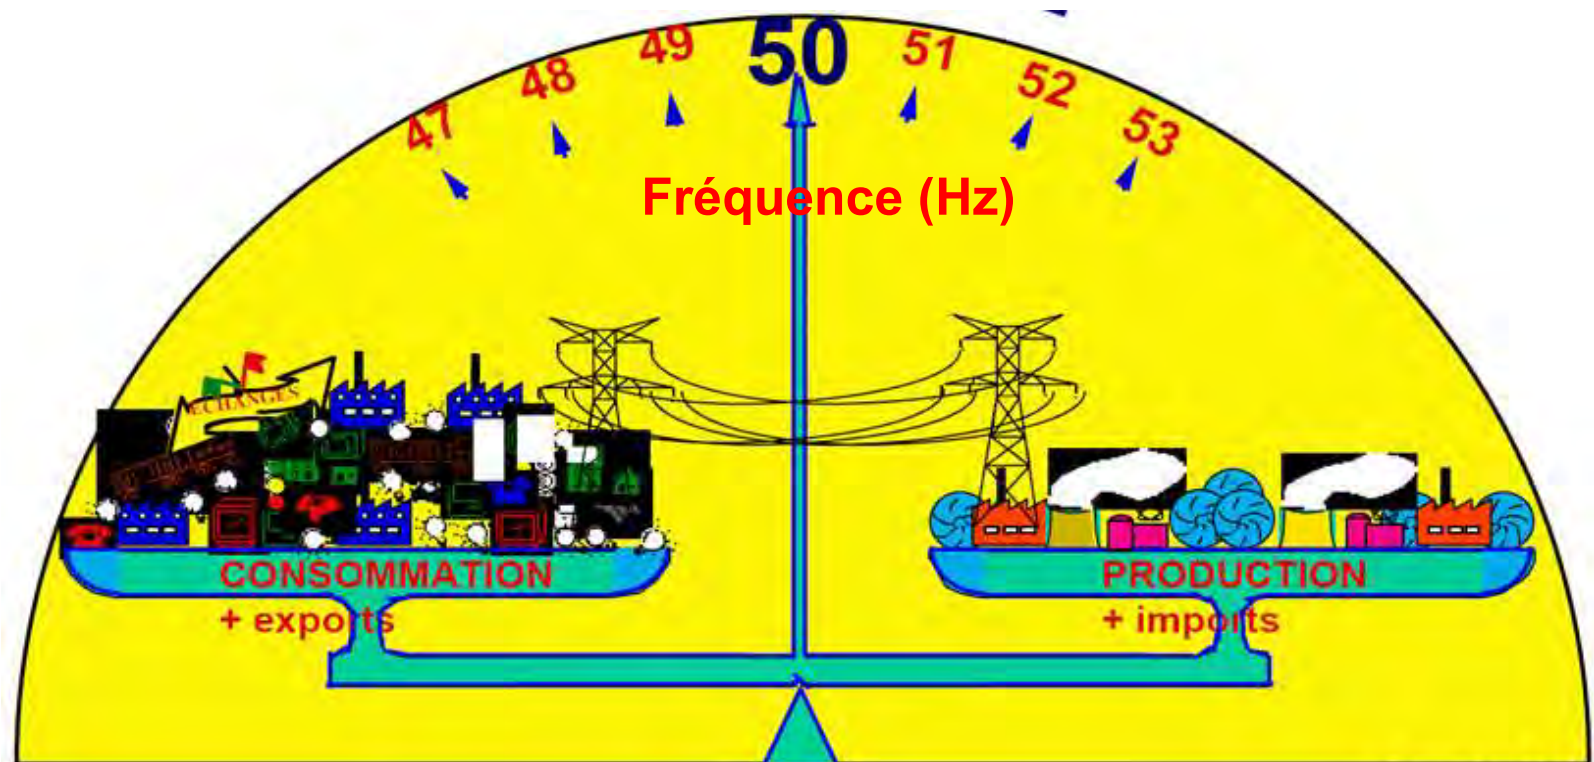 47 48 49 50 51 52 53
Fréquence (Hz)
ECHANGES
CONSOMMATION
+ exports
PRODUCTION
+ imports